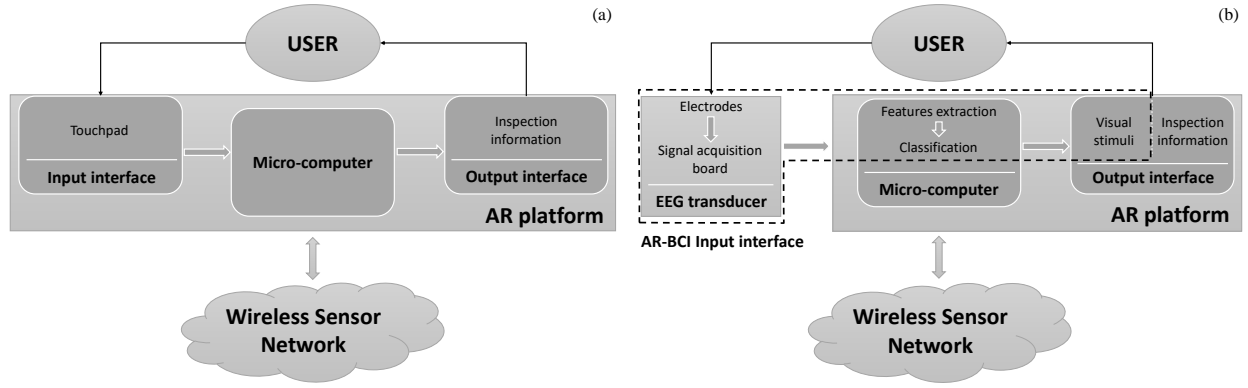 (a)
USER
Touchpad
Input interface
Micro-computer
Inspection
information
Output interface
AR platform
Wireless Sensor
Network
(b)
USER
Electrodes
Signal acquisition
board
EEG transducer
AR-BCI Input interface
Features extraction
Classification
Micro-computer
Visual
stimuli
Inspection
information
Output interface
AR platform
Wireless Sensor
Network